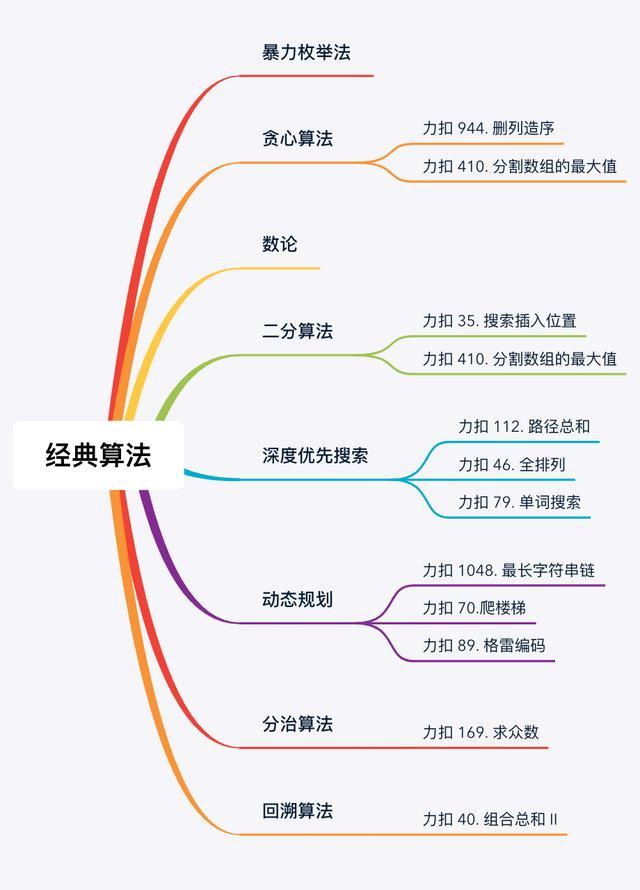 经典算法
暴力枚举法
贪心算法
力扣 944. 删列造序
力扣 410. 分割数组的最大值
数论
二分算法
力扣 35. 搜索插入位置
力扣 410. 分割数组的最大值
深度优先搜索
力扣 112. 路径总和
力扣 46. 全排列
力扣 79. 单词搜索
动态规划
力扣 1048. 最长字符串链
力扣 70.爬楼梯
力扣 89. 格雷编码
分治算法
力扣 169. 求众数
回溯算法
力扣 40. 组合总和 II